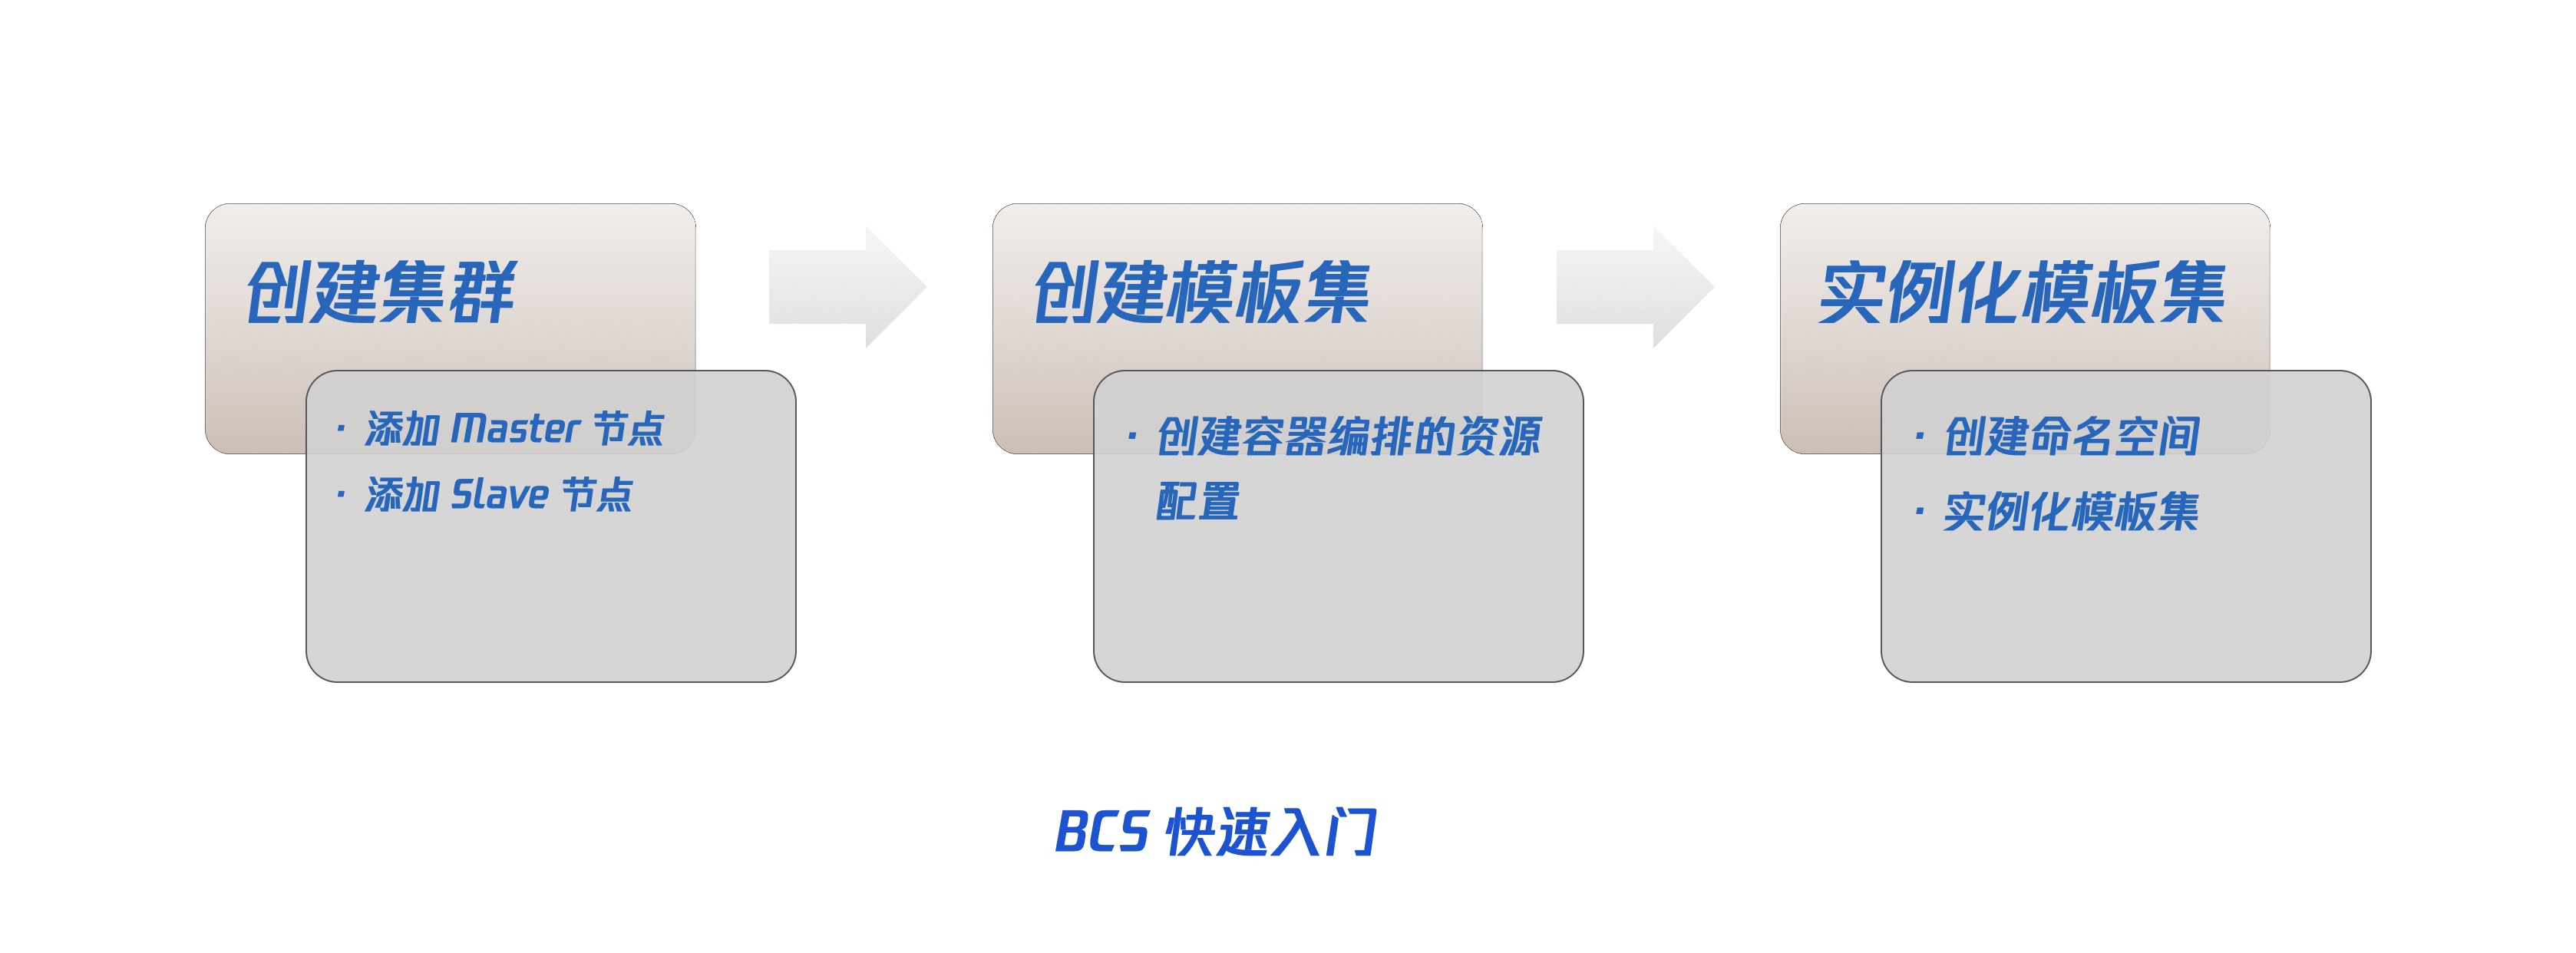 创建集群
· 添加 Master 节点
· 添加 Slave 节点
创建模板集
· 创建容器编排的资源
配置
实例化模板集
· 创建命名空间
· 实例化模板集
BCS 快速入门